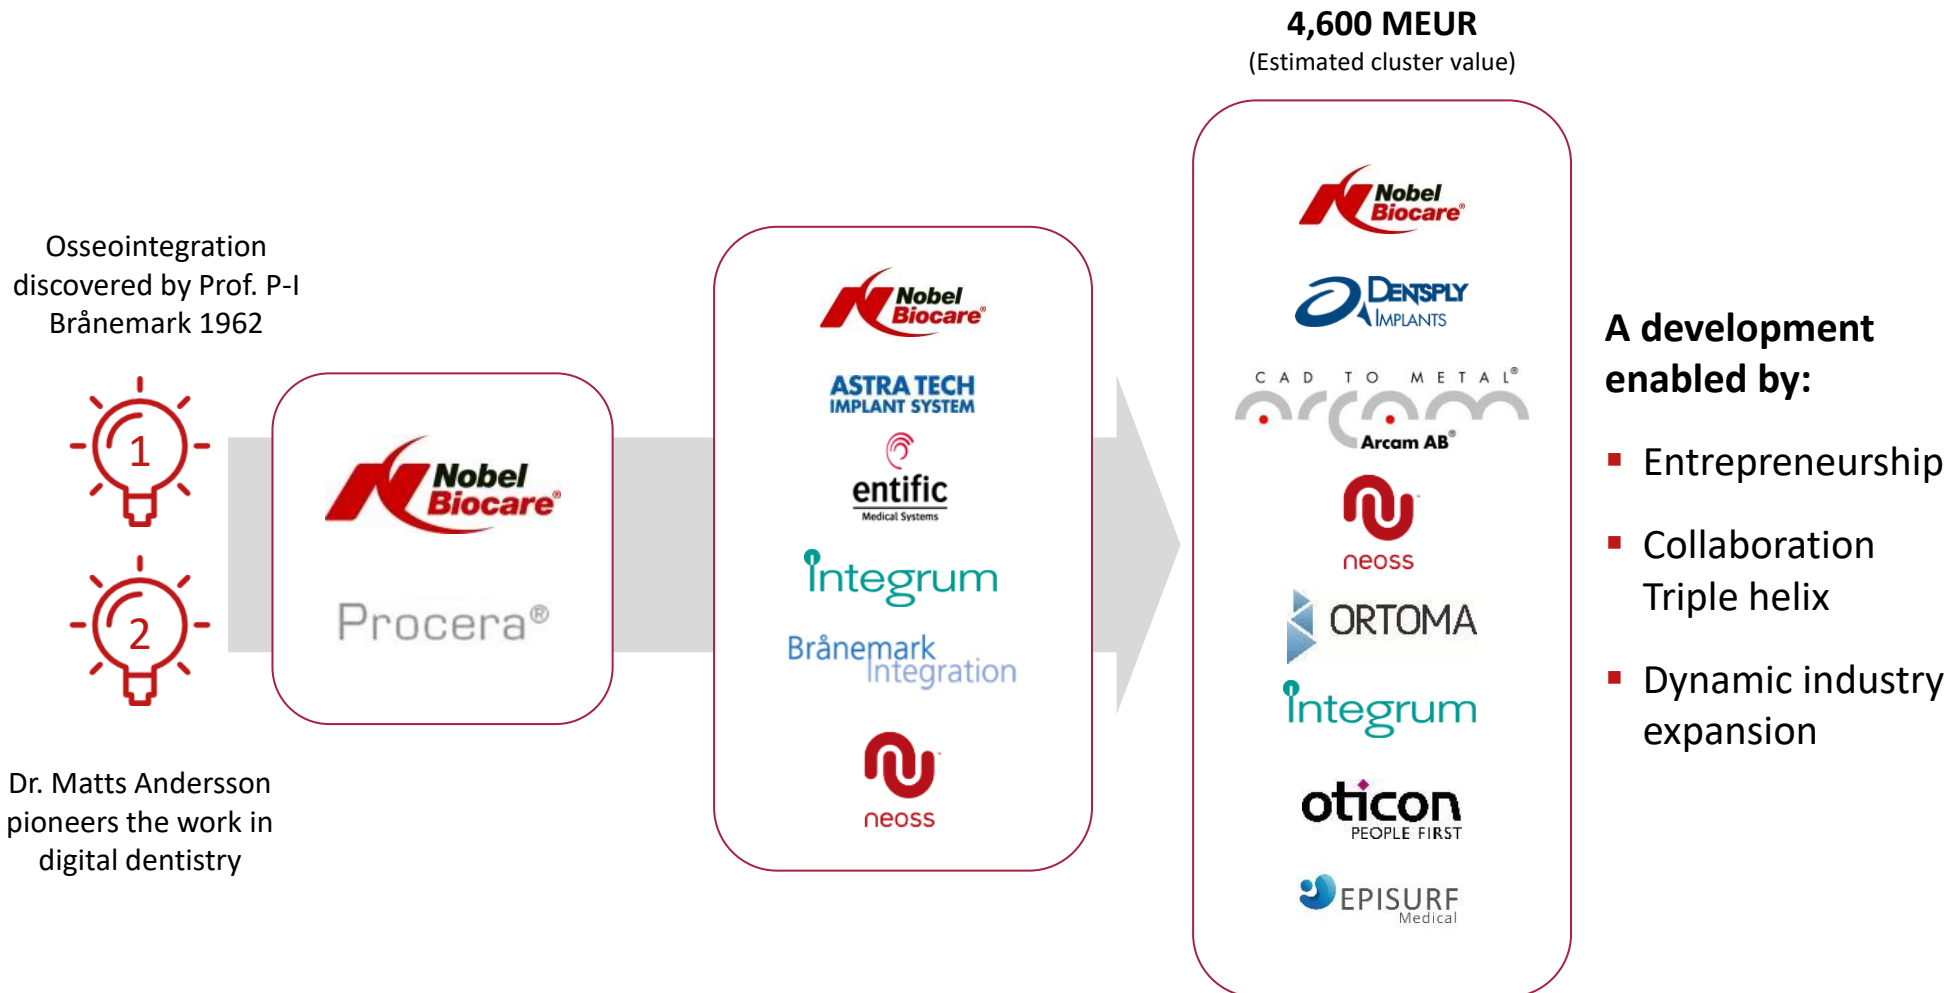 4,600 MEUR
(Estimated cluster value)
Osseointegration
discovered by Prof. P-I
Brånemark 1962
1
2
Dr. Matts Andersson
pioneers the work in
digital dentistry
Nobel
Biocare®
Procera®
Nobel
Biocare®
ASTRA TECH
IMPLANT SYSTEM
entific
Medical Systems
integrum
Brånemark
Integration
neoss™
Nobel
Biocare®
DENTSPLY
IMPLANTS
CAD TO METAL®
arcam
Arcam AB®
neoss™
ORTOMA
integrum
oticon
PEOPLE FIRST
EPISURF
Medical
A development
enabled by:
▪ Entrepreneurship
▪ Collaboration
Triple helix
▪ Dynamic industry
expansion